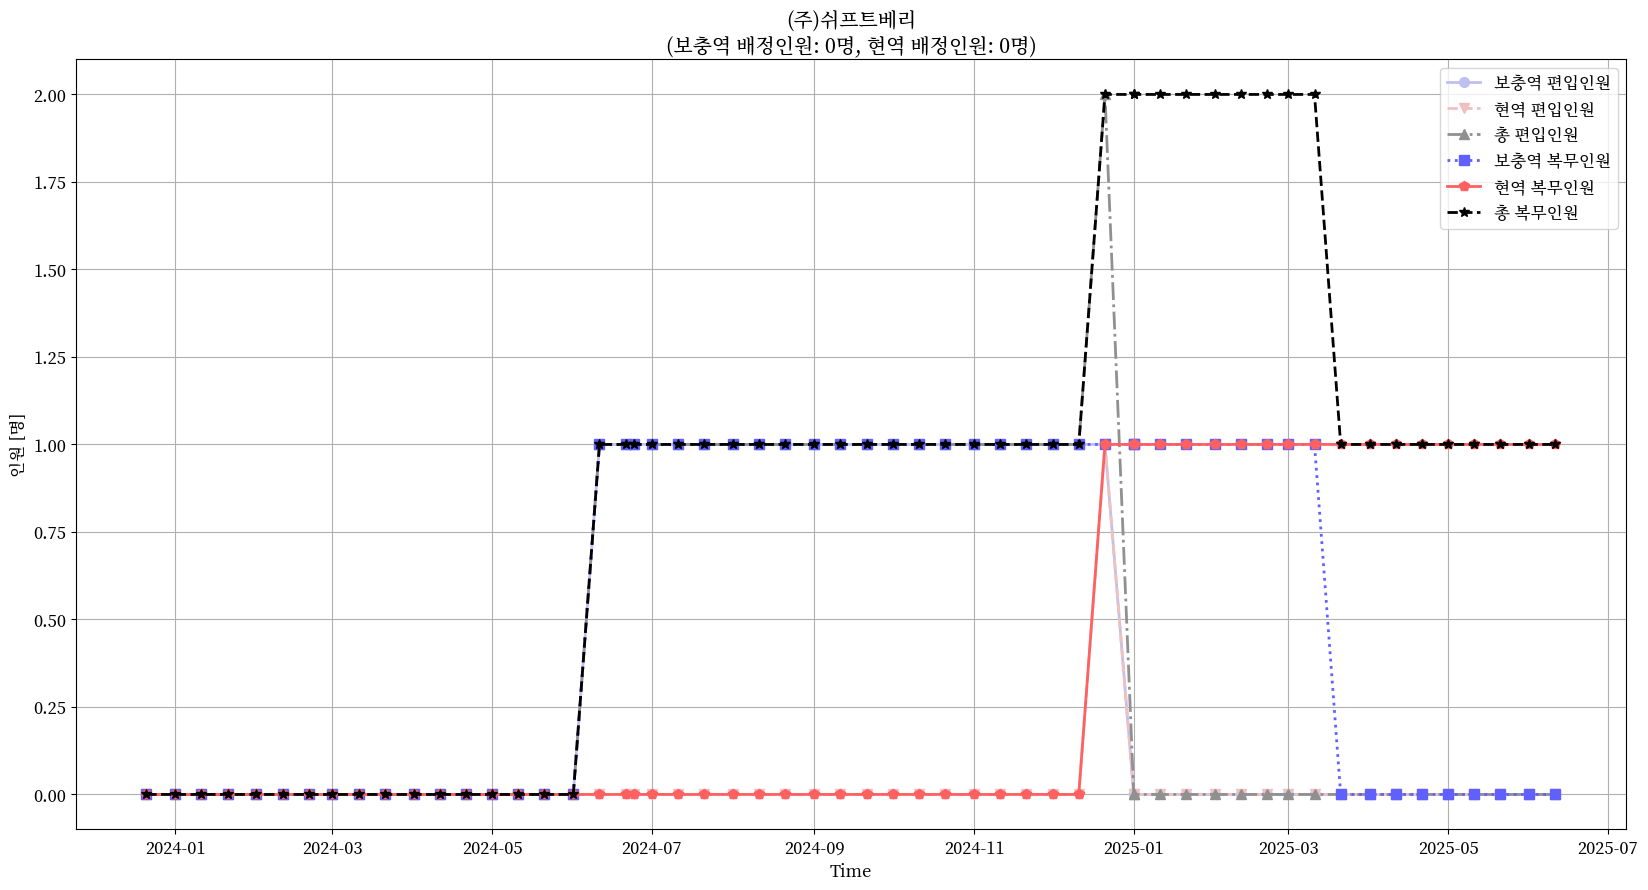 (주)쉬프트베리
(보충역 배정인원: 0명, 현역 배정인원: 0명)
보충역 편입인원
현역 편입인원
총 편입인원
보충역 복무인원
현역 복무인원
총 복무인원
인원 [명]
2.00
1.75
1.50
1.25
1.00
0.75
0.50
0.25
0.00
2024-01 2024-03 2024-05 2024-07 2024-09 2024-11 2025-01 2025-03 2025-05 2025-07
Time